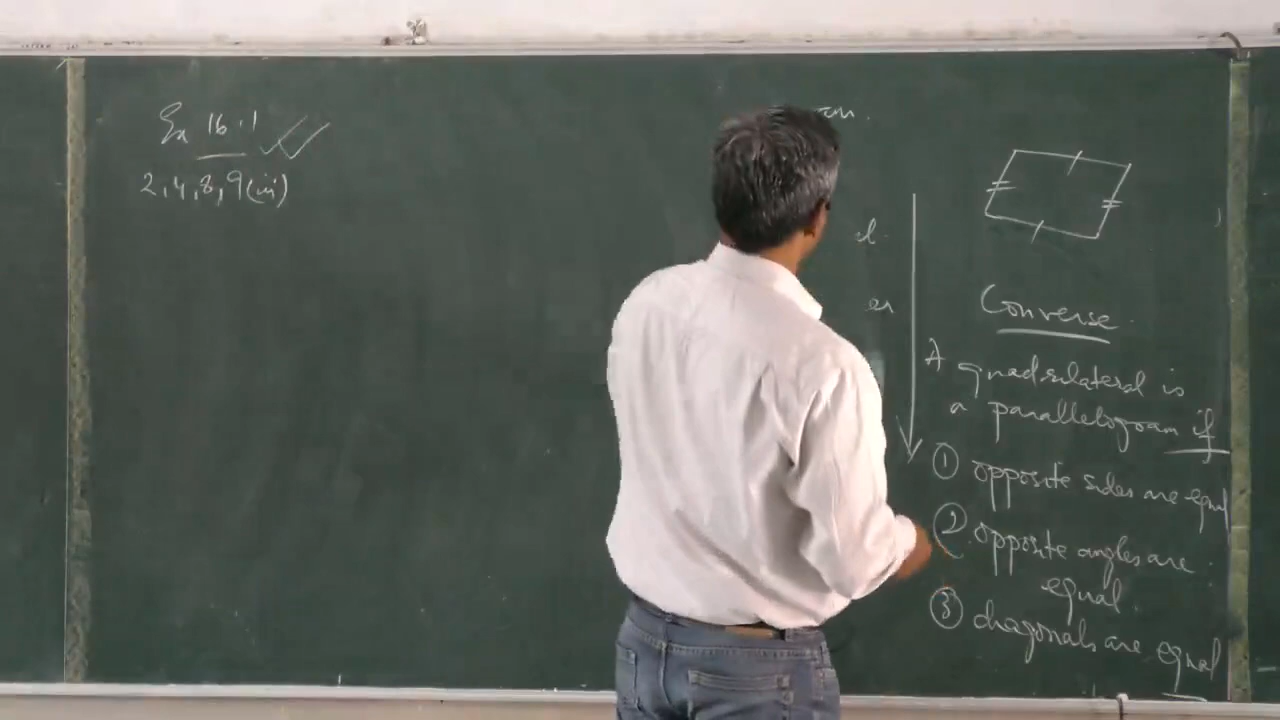 Ex 16.1
2, 4, 8, 9(iii)
Converse.
A quadrilateral is
a parallelogram if
① opposite sides are equal
② opposite angles are
equal.
③ diagonals are equal